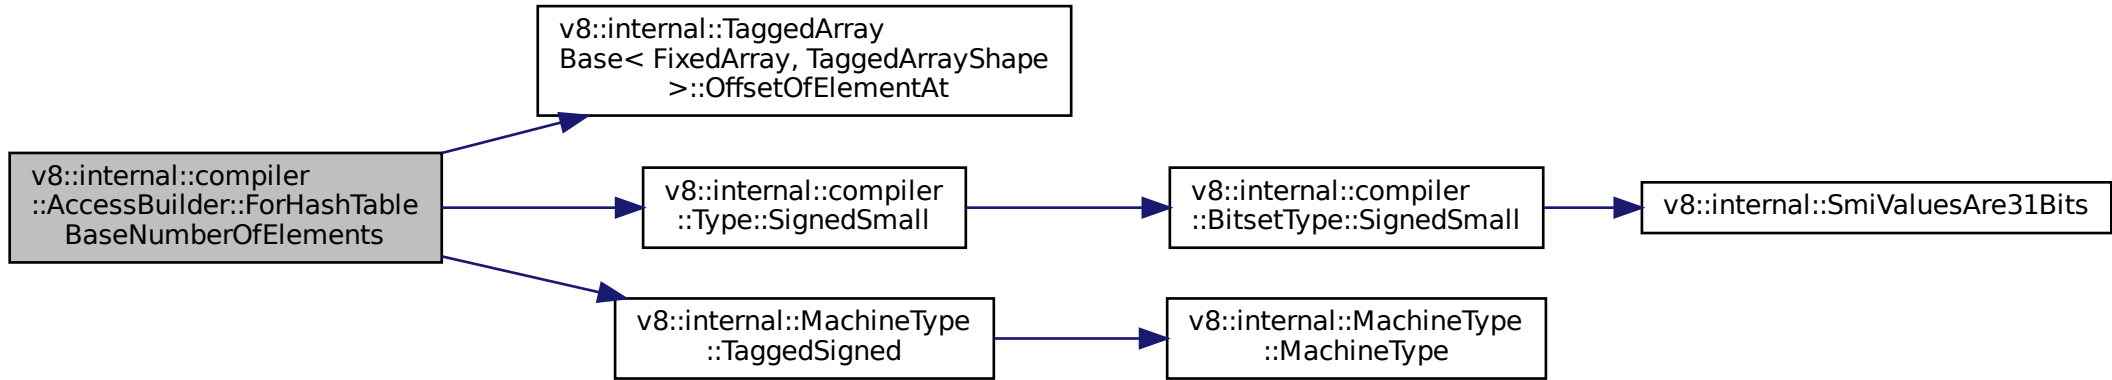 v8::internal::TaggedArray
Base< FixedArray, TaggedArrayShape
>::OffsetOfElementAt
v8::internal::compiler
::AccessBuilder::ForHashTable
BaseNumberOfElements
v8::internal::compiler
::Type::SignedSmall
v8::internal::compiler
::BitsetType::SignedSmall
v8::internal::SmiValuesAre31Bits
v8::internal::MachineType
::TaggedSigned
v8::internal::MachineType
::MachineType